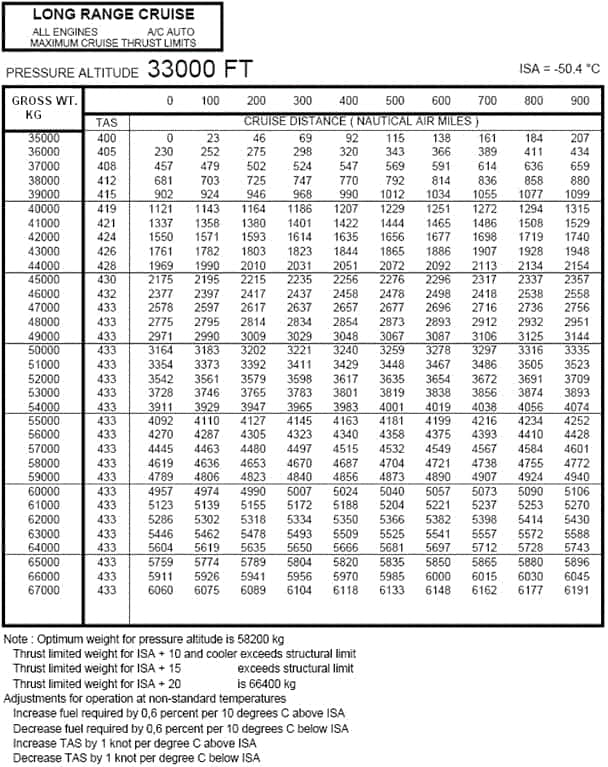 LONG RANGE CRUISE
ALL ENGINES A/C AUTO
MAXIMUM CRUISE THRUST LIMITS
PRESSURE ALTITUDE 33000 FT ISA = -50.4 °C
GROSS WT. KG 0 100 200 300 400 500 600 700 800 900
TAS CRUISE DISTANCE ( NAUTICAL AIR MILES )
35000 400 0 23 46 69 92 115 138 161 184 207
36000 405 230 252 275 298 320 343 366 389 411 434
37000 408 457 479 502 524 547 569 591 614 636 659
38000 412 681 703 725 747 770 792 814 836 858 880
39000 415 902 924 946 968 990 1012 1034 1055 1077 1099
40000 419 1121 1143 1164 1186 1207 1229 1251 1272 1294 1315
41000 421 1337 1358 1380 1401 1422 1444 1465 1486 1508 1529
42000 424 1550 1571 1593 1614 1635 1656 1677 1698 1719 1740
43000 426 1761 1782 1803 1823 1844 1865 1886 1907 1928 1948
44000 428 1969 1990 2010 2031 2051 2072 2092 2113 2134 2154
45000 430 2175 2195 2215 2235 2256 2276 2296 2317 2337 2357
46000 432 2377 2397 2417 2437 2458 2478 2498 2418 2538 2558
47000 433 2578 2597 2617 2637 2657 2677 2696 2716 2736 2756
48000 433 2775 2795 2814 2834 2854 2873 2893 2912 2932 2951
49000 433 2971 2990 3009 3029 3048 3067 3087 3106 3125 3144
50000 433 3164 3183 3202 3221 3240 3259 3278 3297 3316 3335
51000 433 3354 3373 3392 3411 3429 3448 3467 3486 3505 3523
52000 433 3542 3561 3579 3598 3617 3635 3654 3672 3691 3709
53000 433 3728 3746 3765 3783 3801 3819 3838 3856 3874 3893
54000 433 3911 3929 3947 3965 3983 4001 4019 4038 4056 4074
55000 433 4092 4110 4127 4145 4163 4181 4199 4216 4234 4252
56000 433 4270 4287 4305 4323 4340 4358 4375 4393 4410 4428
57000 433 4445 4463 4480 4497 4515 4532 4549 4567 4584 4601
58000 433 4619 4636 4653 4670 4687 4704 4721 4738 4755 4772
59000 433 4789 4806 4823 4840 4856 4873 4890 4907 4924 4940
60000 433 4957 4974 4990 5007 5024 5040 5057 5073 5090 5106
61000 433 5123 5139 5155 5172 5188 5204 5221 5237 5253 5270
62000 433 5286 5302 5318 5334 5350 5366 5382 5398 5414 5430
63000 433 5446 5462 5478 5493 5509 5525 5541 5557 5572 5588
64000 433 5604 5619 5635 5650 5666 5681 5697 5712 5728 5743
65000 433 5759 5774 5789 5804 5820 5835 5850 5865 5880 5896
66000 433 5911 5926 5941 5956 5970 5985 6000 6015 6030 6045
67000 433 6060 6075 6089 6104 6118 6133 6148 6162 6177 6191
Note : Optimum weight for pressure altitude is 58200 kg
Thrust limited weight for ISA + 10 and cooler exceeds structural limit
Thrust limited weight for ISA + 15 exceeds structural limit
Thrust limited weight for ISA + 20 is 66400 kg
Adjustments for operation at non-standard temperatures
Increase fuel required by 0,6 percent per 10 degrees C above ISA
Decrease fuel required by 0,6 percent per 10 degrees C below ISA
Increase TAS by 1 knot per degree C above ISA
Decrease TAS by 1 knot per degree C below ISA